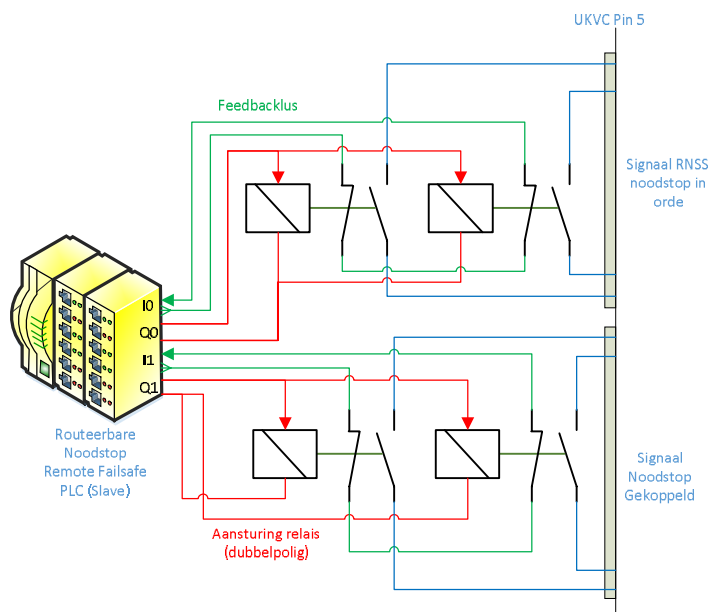 UKVC Pin 5
Feedbacklus
Signaal RNSS
noodstop in
orde
I0
Q0
I1
Q1
Routeerbare
Noodstop
Remote Failsafe
PLC (Slave)
Aansturing relais
(dubbelpolig)
Signaal
Noodstop
Gekoppeld